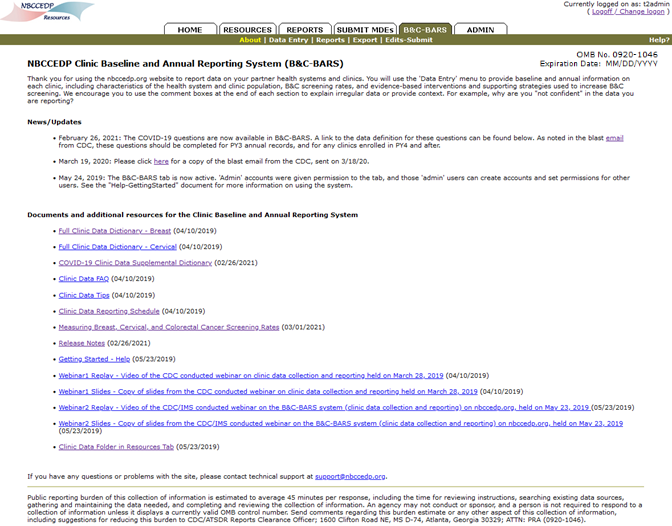 NBCCEDP
Resources
Currently logged on as: t2admin
( Logoff / Change logon )
HOME RESOURCES REPORTS SUBMIT MDEs B&C-BARS ADMIN
About | Data Entry | Reports | Export | Edits-Submit Help?
OMB No. 0920-1046
NBCCEDP Clinic Baseline and Annual Reporting System (B&C-BARS) Expiration Date: MM/DD/YYYY
Thank you for using the nbccedp.org website to report data on your partner health systems and clinics. You will use the 'Data Entry' menu to provide baseline and annual information on
each clinic, including characteristics of the health system and clinic population, B&C screening rates, and evidence-based interventions and supporting strategies used to increase B&C
screening. We encourage you to use the comment boxes at the end of each section to explain irregular data or provide context. For example, why are you "not confident" in the data you
are reporting?
News/Updates
• February 26, 2021: The COVID-19 questions are now available in B&C-BARS. A link to the data definition for these questions can be found below. As noted in the blast email
from CDC, these questions should be completed for PY3 annual records, and for any clinics enrolled in PY4 and after.
• March 19, 2020: Please click here for a copy of the blast email from the CDC, sent on 3/18/20.
• May 24, 2019: The B&C-BARS tab is now active. 'Admin' accounts were given permission to the tab, and those 'admin' users can create accounts and set permissions for other
users. See the "Help-GettingStarted" document for more information on using the system.
Documents and additional resources for the Clinic Baseline and Annual Reporting System
• Full Clinic Data Dictionary - Breast (04/10/2019)
• Full Clinic Data Dictionary - Cervical (04/10/2019)
• COVID-19 Clinic Data Supplemental Dictionary (02/26/2021)
• Clinic Data FAQ (04/10/2019)
• Clinic Data Tips (04/10/2019)
• Clinic Data Reporting Schedule (04/10/2019)
• Measuring Breast, Cervical, and Colorectal Cancer Screening Rates (03/01/2021)
• Release Notes (02/26/2021)
• Getting Started - Help (05/23/2019)
• Webinar1 Replay - Video of the CDC conducted webinar on clinic data collection and reporting held on March 28, 2019 (04/10/2019)
• Webinar1 Slides - Copy of slides from the CDC conducted webinar on clinic data collection and reporting held on March 28, 2019 (04/10/2019)
• Webinar2 Replay - Video of the CDC/IMS conducted webinar on the B&C-BARS system (clinic data collection and reporting) on nbccedp.org, held on May 23, 2019 (05/23/2019)
• Webinar2 Slides - Copy of slides from the CDC/IMS conducted webinar on the B&C-BARS system (clinic data collection and reporting) on nbccedp.org, held on May 23, 2019
(05/23/2019)
• Clinic Data Folder in Resources Tab (05/23/2019)
If you have any questions or problems with the site, please contact technical support at support@nbccedp.org.
Public reporting burden of this collection of information is estimated to average 45 minutes per response, including the time for reviewing instructions, searching existing data sources,
gathering and maintaining the data needed, and completing and reviewing the collection of information. An agency may not conduct or sponsor, and a person is not required to respond to a
collection of information unless it displays a currently valid OMB control number. Send comments regarding this burden estimate or any other aspect of this collection of information,
including suggestions for reducing this burden to CDC/ATSDR Reports Clearance Officer; 1600 Clifton Road NE, MS D-74, Atlanta, Georgia 30329; ATTN: PRA (0920-1046).